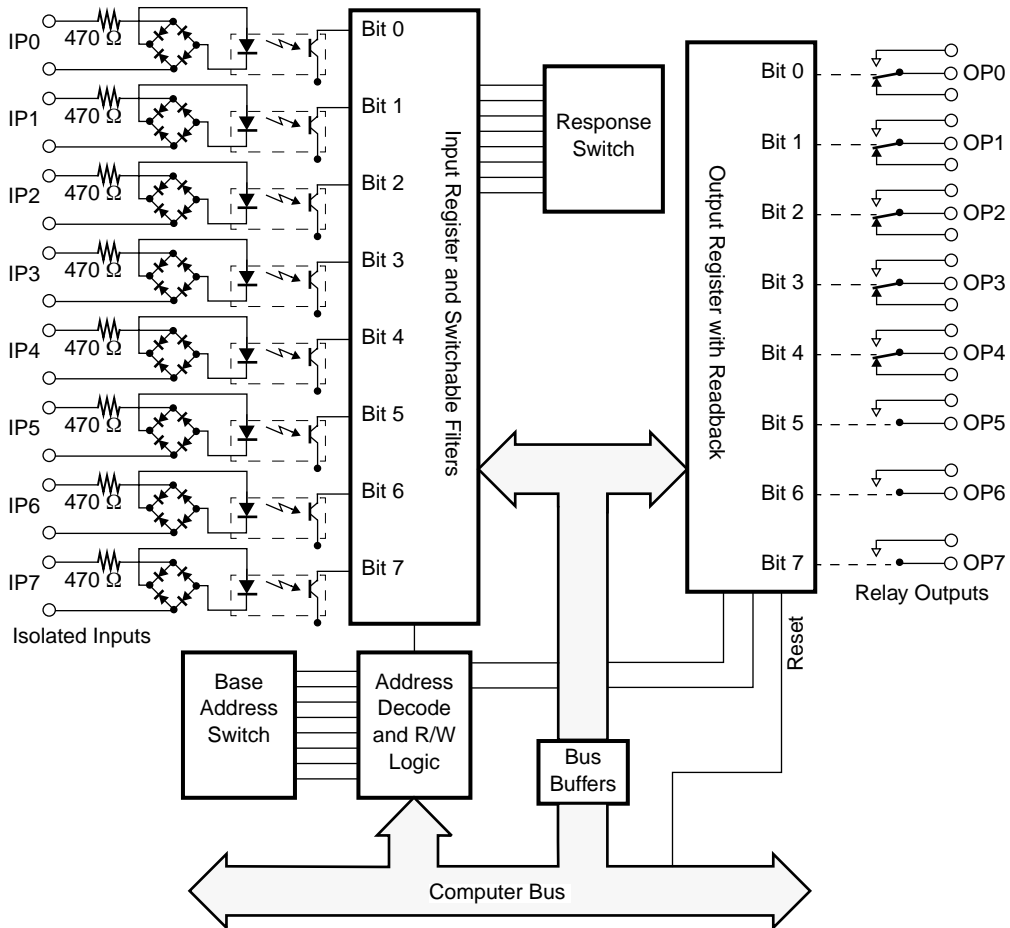 IP0
470 Ω
IP1
470 Ω
IP2
470 Ω
IP3
470 Ω
IP4
470 Ω
IP5
470 Ω
IP6
470 Ω
IP7
470 Ω
Isolated Inputs
Bit 0
Bit 1
Bit 2
Bit 3
Bit 4
Bit 5
Bit 6
Bit 7
Input Register and Switchable Filters
Response
Switch
Output Register with Readback
Bit 0
Bit 1
Bit 2
Bit 3
Bit 4
Bit 5
Bit 6
Bit 7
OP0
OP1
OP2
OP3
OP4
OP5
OP6
OP7
Relay Outputs
Reset
Base
Address
Switch
Address
Decode
and R/W
Logic
Bus
Buffers
Computer Bus